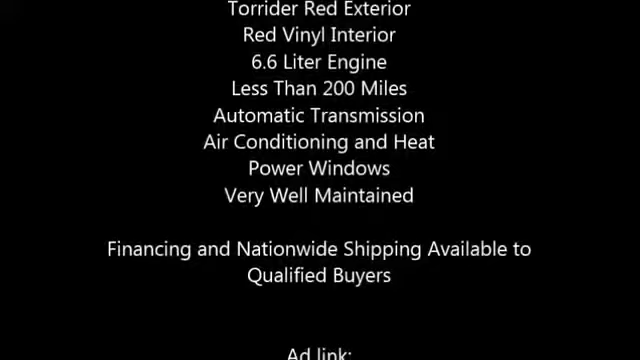 Torrider Red Exterior
Red Vinyl Interior
6.6 Liter Engine
Less Than 200 Miles
Automatic Transmission
Air Conditioning and Heat
Power Windows
Very Well Maintained
Financing and Nationwide Shipping Available to
Qualified Buyers
Ad link: